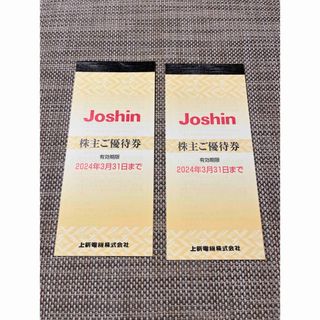 Joshin
株主ご優待券
有効期限
2024年3月31日まで
上新電機株式会社
Joshin
株主ご優待券
有効期限
2024年3月31日まで
上新電機株式会社